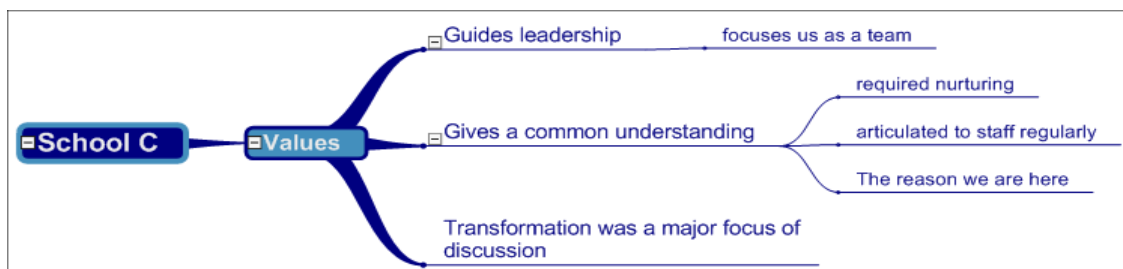 School C
Values
Guides leadership
focuses us as a team
Gives a common understanding
required nurturing
articulated to staff regularly
The reason we are here
Transformation was a major focus of
discussion